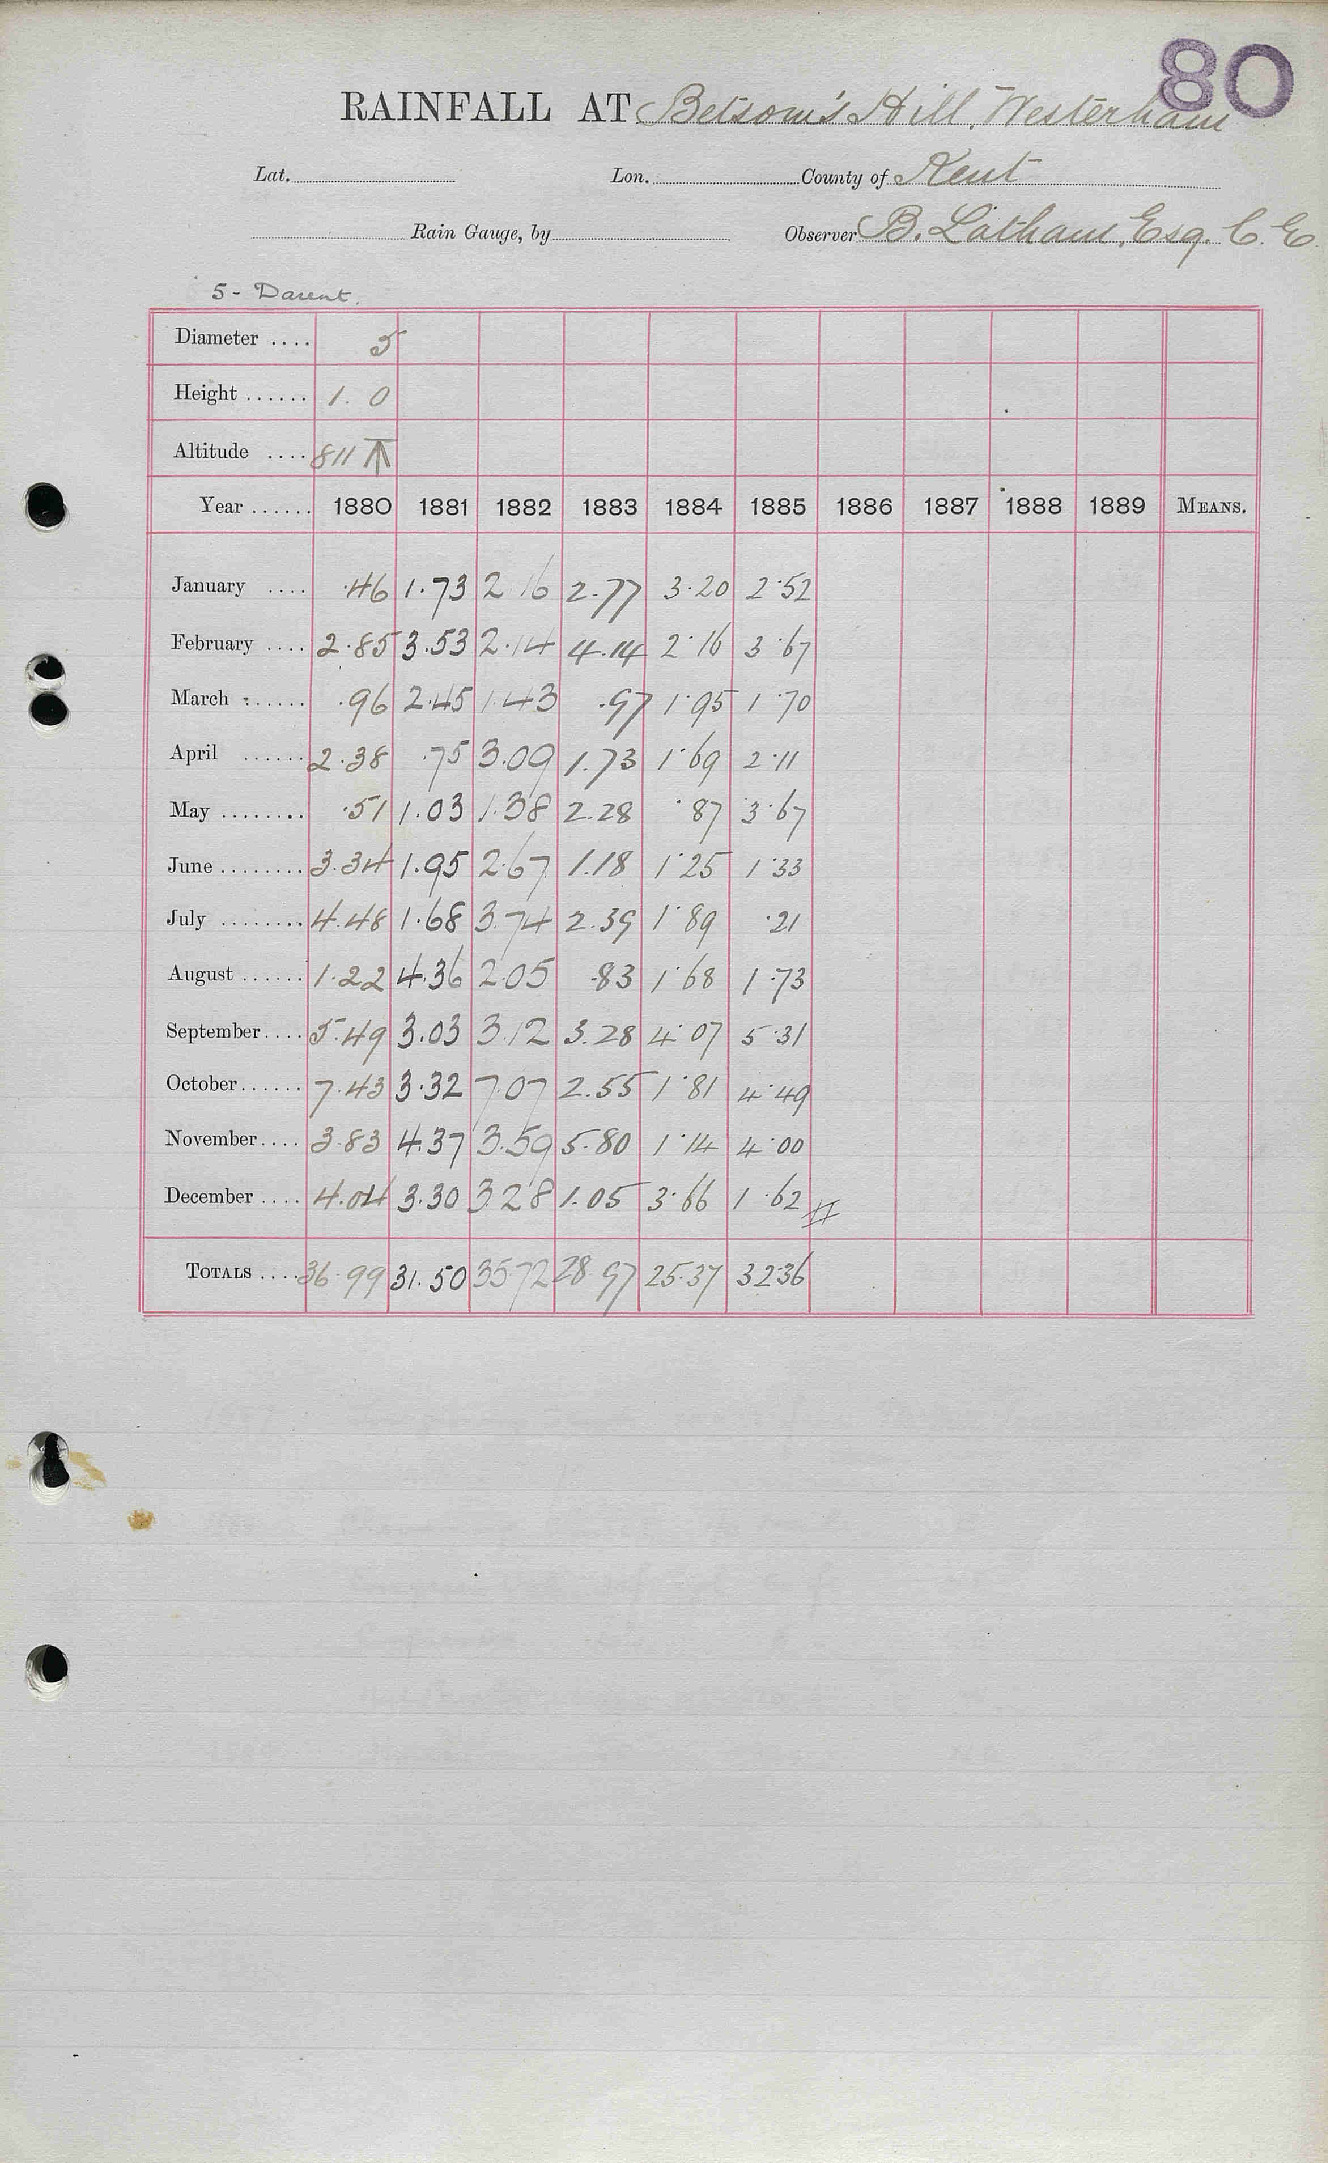 80
RAINFALL AT Betsom's Hill, Westerham
Lat. Lon. County of Kent
Rain Gauge, by Observer B. Latham, Esq. C. E.
5 - Darent.
Diameter .... 5
Height ...... 1. 0
Altitude .... 811
Year ...... 1880 1881 1882 1883 1884 1885 1886 1887 1888 1889 MEANS.
January .... .46 1.73 2 16 2.77 3.20 2.52
February .... 2.85 3.53 2.14 4.14 2.16 3.67
March ...... .96 2.45 1.43 .97 1.95 1.70
April ...... 2.38 .75 3.09 1.73 1.69 2.11
May ........ .51 1.03 1.38 2.28 .87 3.67
June ........ 3.34 1.95 2.67 1.18 1.25 1.33
July ........ 4.48 1.68 3.74 2.39 1.89 .21
August ...... 1.22 4.36 2.05 .83 1.68 1.73
September .... 5.49 3.03 3.12 3.28 4.07 5.31
October ...... 7.43 3.32 7.07 2.55 1.81 4.49
November .... 3.83 4.37 3.59 5.80 1.14 4.00
December .... 4.04 3.30 3.28 1.05 3.66 1.62
TOTALS .... 36.99 31.50 35.72 28.97 25.37 32.36